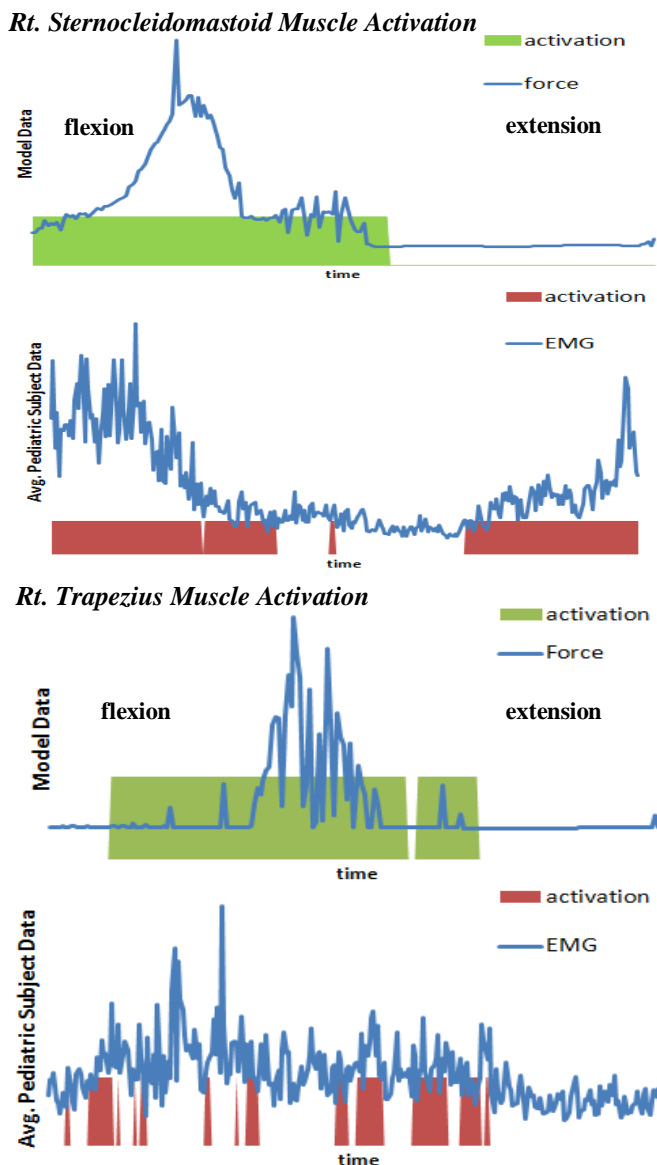 Rt. Sternocleidomastoid Muscle Activation
activation
force
flexion
extension
Model Data
time
activation
EMG
Avg. Pediatric Subject Data
time
Rt. Trapezius Muscle Activation
activation
Force
flexion
extension
Model Data
time
activation
EMG
Avg. Pediatric Subject Data
time